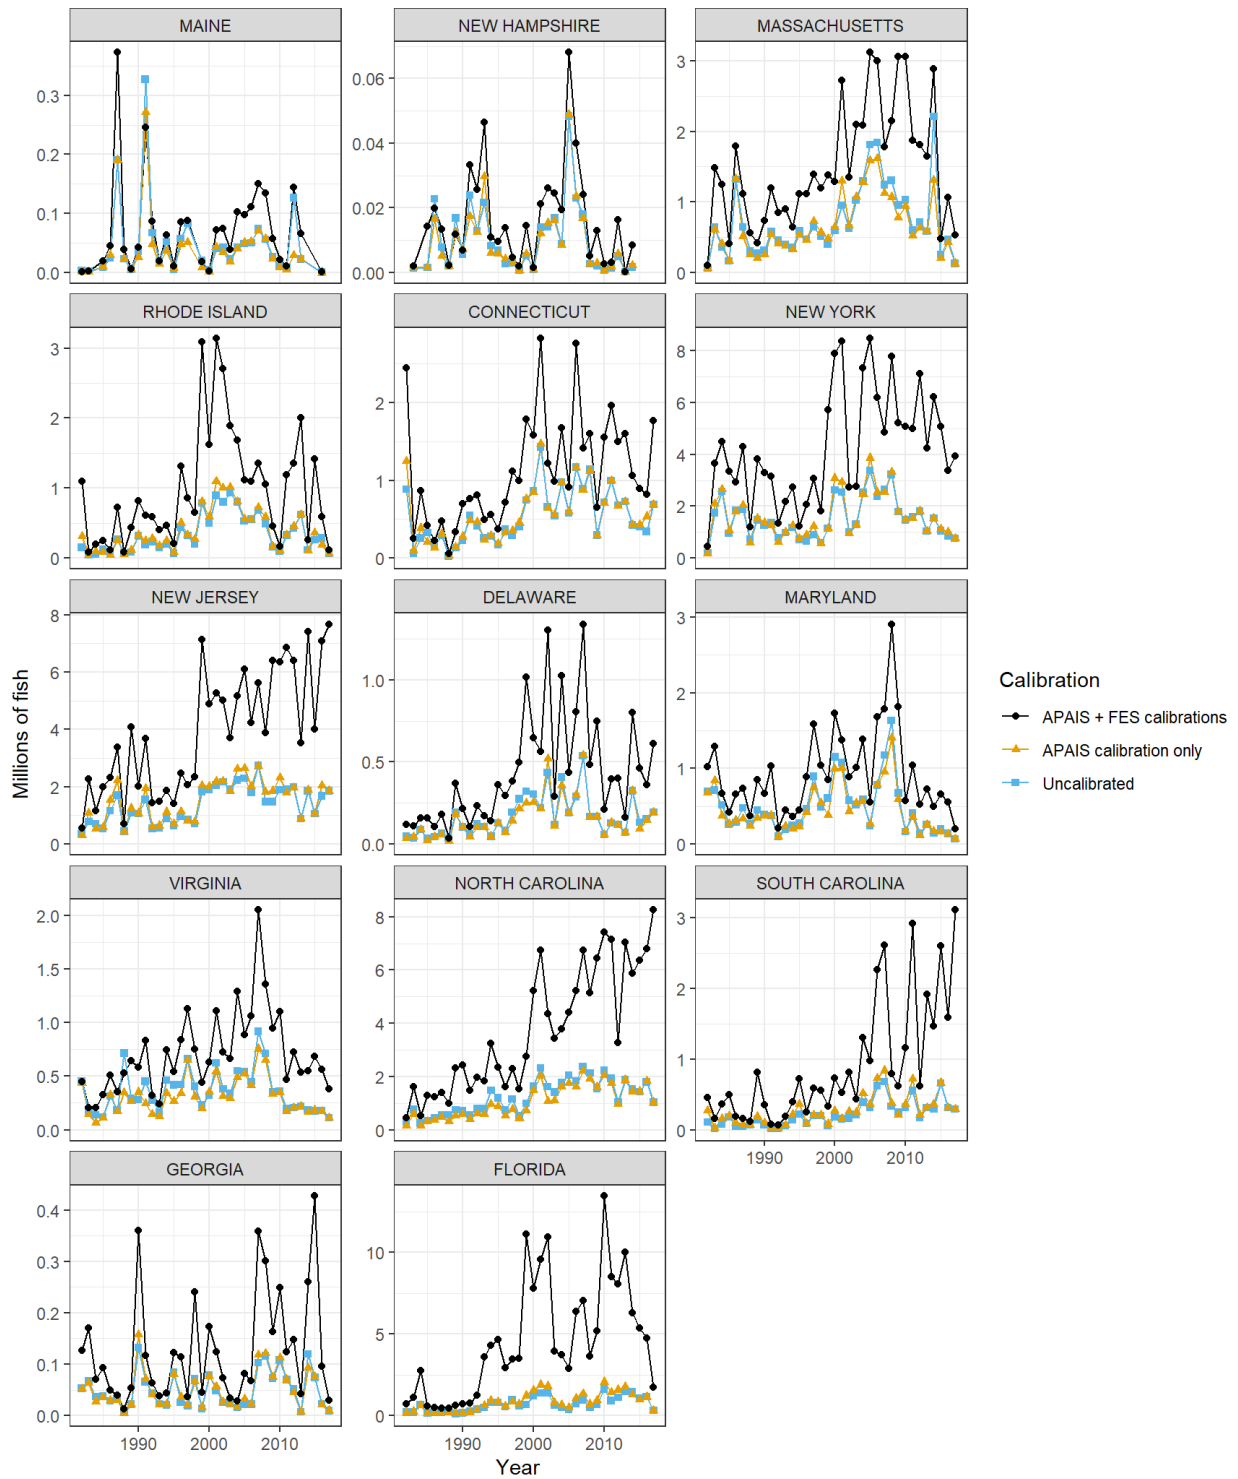 MAINE
NEW HAMPSHIRE
MASSACHUSETTS
0.3
0.2
0.1
0.0
0.06
0.04
0.02
0.00
3
2
1
0
RHODE ISLAND
CONNECTICUT
NEW YORK
3
2
1
0
2
1
0
8
6
4
2
0
NEW JERSEY
DELAWARE
MARYLAND
8
6
4
2
0
1.0
0.5
0.0
3
2
1
0
VIRGINIA
NORTH CAROLINA
SOUTH CAROLINA
2.0
1.5
1.0
0.5
0.0
8
6
4
2
0
3
2
1
0
1990 2000 2010
GEORGIA
FLORIDA
0.4
0.3
0.2
0.1
0.0
10
5
0
1990 2000 2010
1990 2000 2010
Year
Millions of fish
Calibration
APAIS + FES calibrations
APAIS calibration only
Uncalibrated